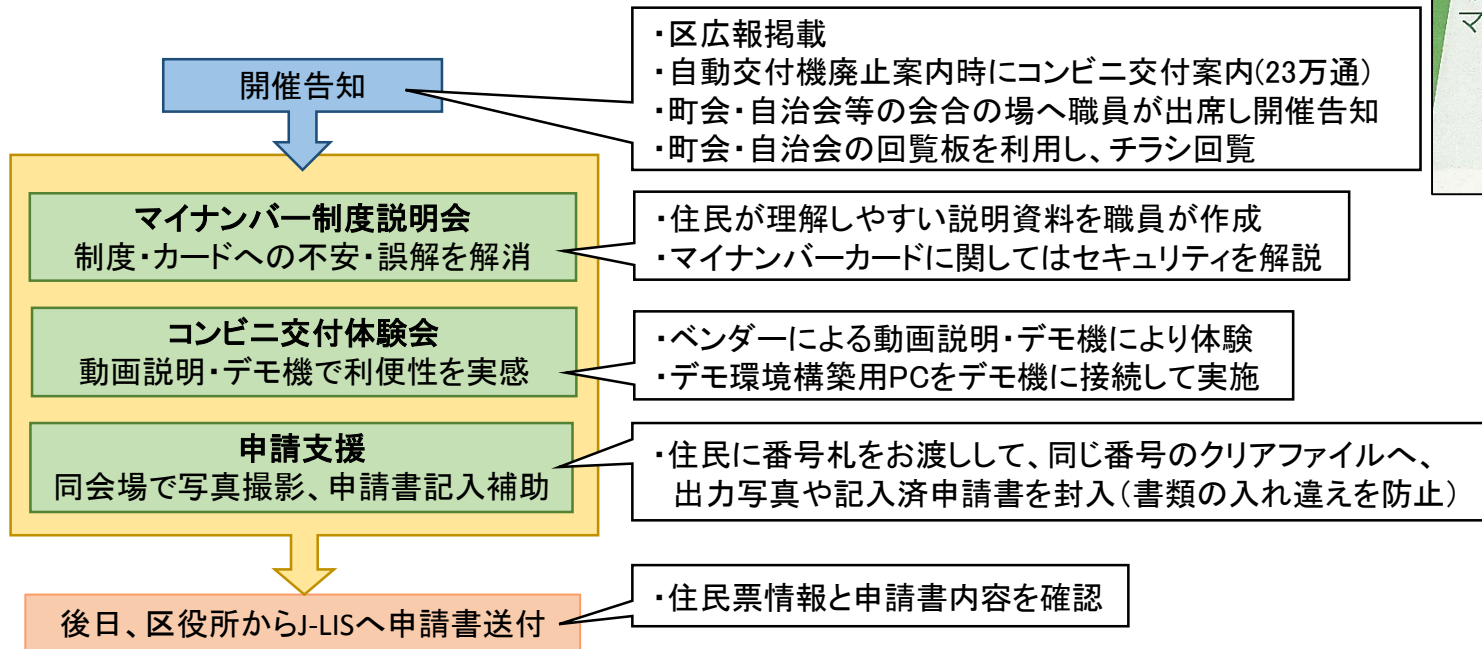 開催告知
・区広報掲載
・自動交付機廃止案内時にコンビニ交付案内(23万通)
・町会・自治会等の会合の場へ職員が出席し開催告知
・町会・自治会の回覧板を利用し、チラシ回覧
マ
マイナンバー制度説明会
制度・カードへの不安・誤解を解消
・住民が理解しやすい説明資料を職員が作成
・マイナンバーカードに関してはセキュリティを解説
コンビニ交付体験会
動画説明・デモ機で利便性を実感
・ベンダーによる動画説明・デモ機により体験
・デモ環境構築用PCをデモ機に接続して実施
申請支援
同会場で写真撮影、申請書記入補助
・住民に番号札をお渡しして、同じ番号のクリアファイルへ、
出力写真や記入済申請書を封入(書類の入れ違えを防止)
後日、区役所からJ-LISへ申請書送付
・住民票情報と申請書内容を確認